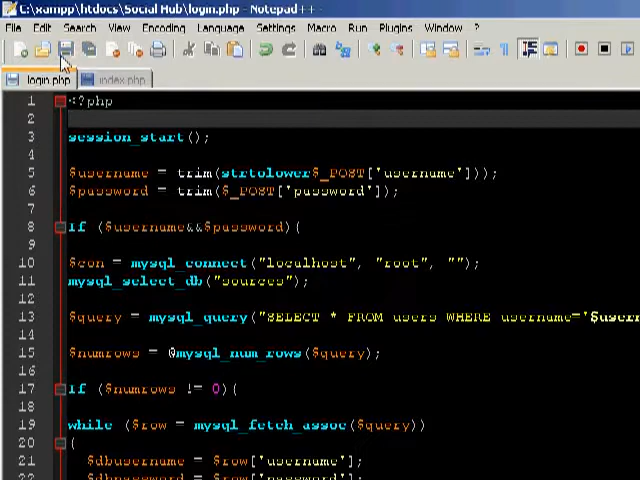 C:\xampp\htdocs\Social Hub\login.php - Notepad++
File Edit Search View Encoding Language Settings Macro Run Plugins Window ?
login.php index.php
1 <?php
2
3 session_start();
4
5 $username = trim(strtolower$_POST['username']));
6 $password = trim($_POST['password']);
7
8 If ($username&&$password){
9
10 $con = mysql_connect("localhost", "root", "");
11 mysql_select_db("sources");
12
13 $query = mysql_query("SELECT * FROM users WHERE username='$usern
14
15 $numrows = @mysql_num_rows($query);
16
17 If ($numrows != 0){
18
19 while ($row = mysql_fetch_assoc($query))
20 {
21 $dbusername = $row['username'];
22 $dbpassword = $row['password'];